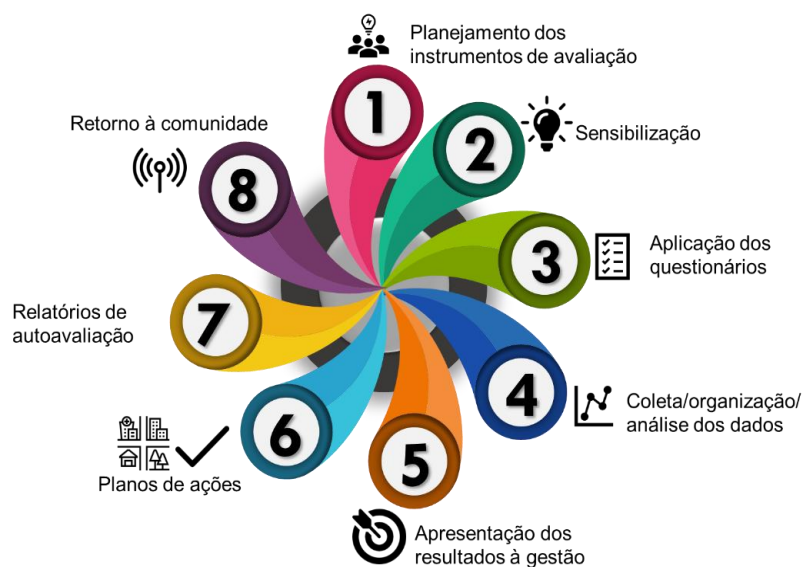 1
Planejamento dos
instrumentos de avaliação
2
Sensibilização
3
Aplicação dos
questionários
4
Coleta/organização/
análise dos dados
5
Apresentação dos
resultados à gestão
6
Planos de ações
7
Relatórios de
autoavaliação
8
Retorno à comunidade